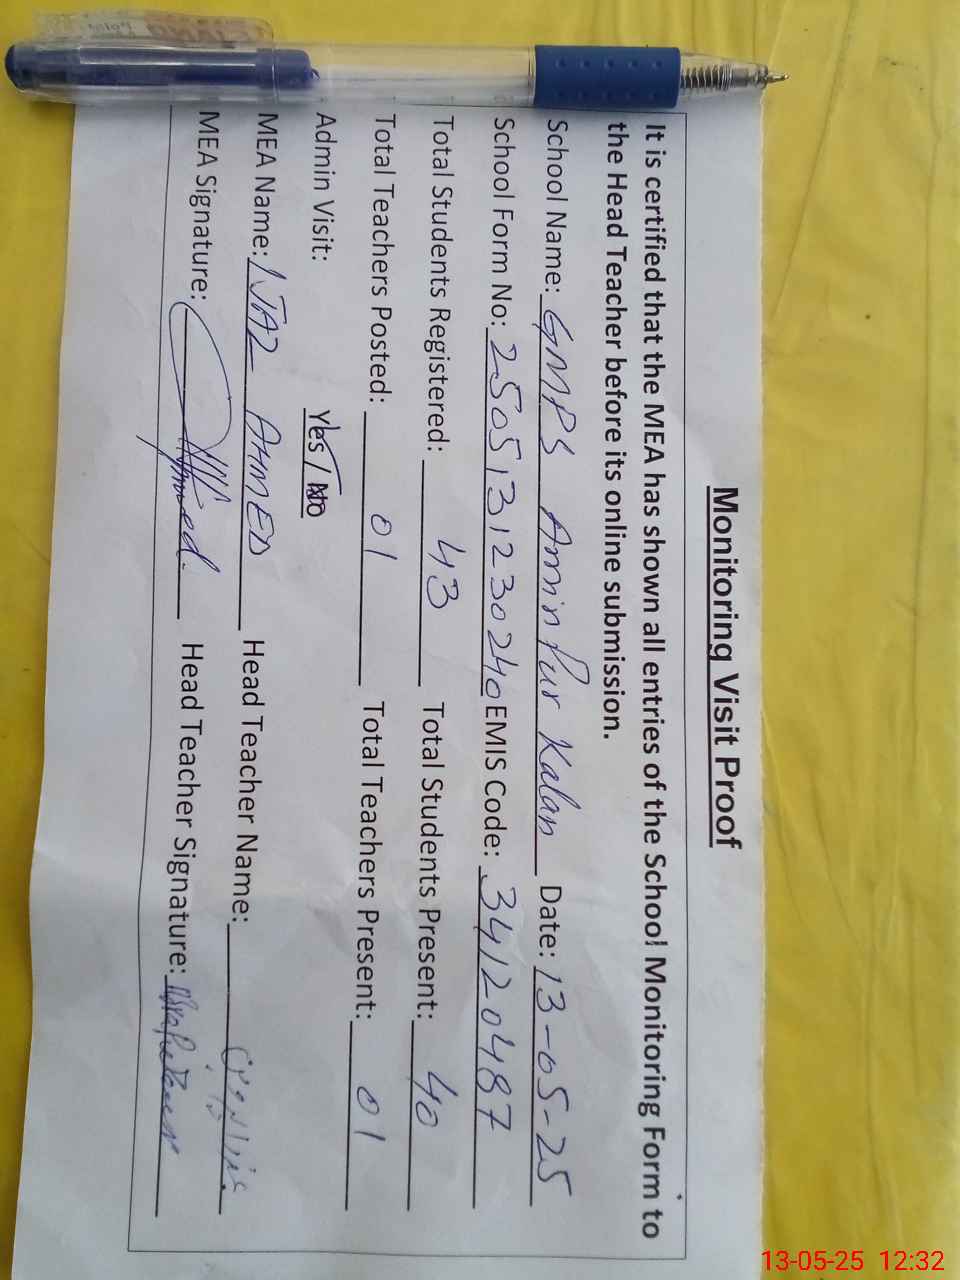 Monitoring Visit Proof
It is certified that the MEA has shown all entries of the School Monitoring Form to
the Head Teacher before its online submission.
School Name: GMPS Aminpur Kalan Date: 13-05-25
School Form No: 2505131230240 EMIS Code: 34120487
Total Students Registered: 43 Total Students Present: 40
Total Teachers Posted: 01 Total Teachers Present: 01
Admin Visit: Yes / No
MEA Name: IJAZ AHMED Head Teacher Name:
MEA Signature: Head Teacher Signature:
13-05-25 12:32